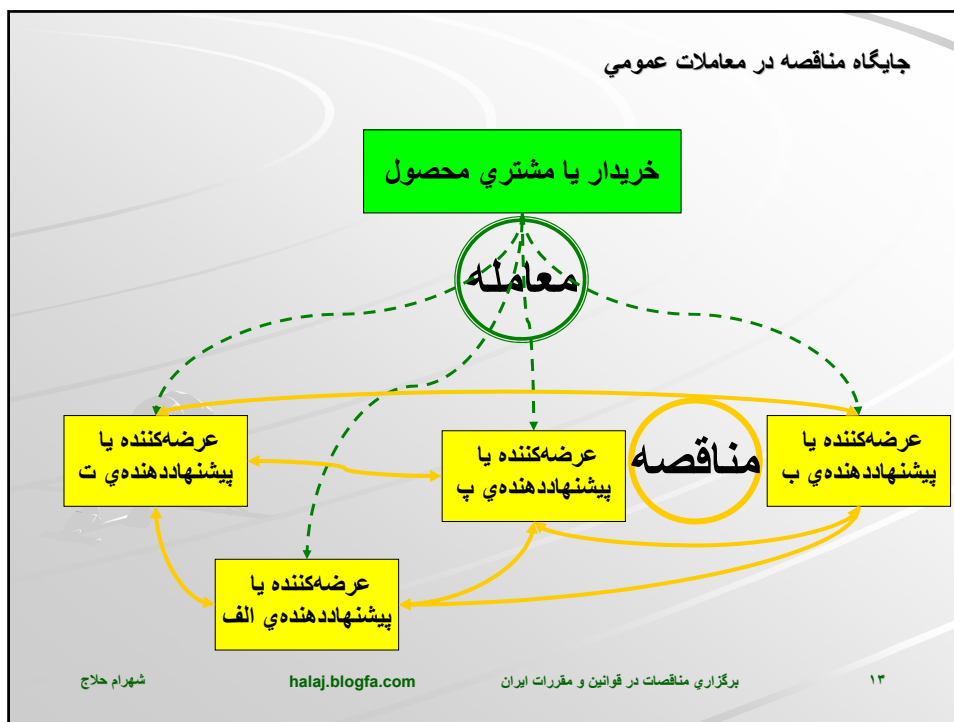 جايگاه مناقصه در معاملات عمومي
خريدار يا مشتري محصول
معامله
عرضه‌کننده يا
پيشنهاددهنده‌ي ب
مناقصه
عرضه‌کننده يا
پيشنهاددهنده‌ي پ
عرضه‌کننده يا
پيشنهاددهنده‌ي ت
عرضه‌کننده يا
پيشنهاددهنده‌ي الف
۱۳
برگزاري مناقصات در قوانين و مقررات ايران
halaj.blogfa.com
شهرام حلاج